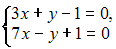 3x + y − 1 = 0,
7x − y + 1 = 0